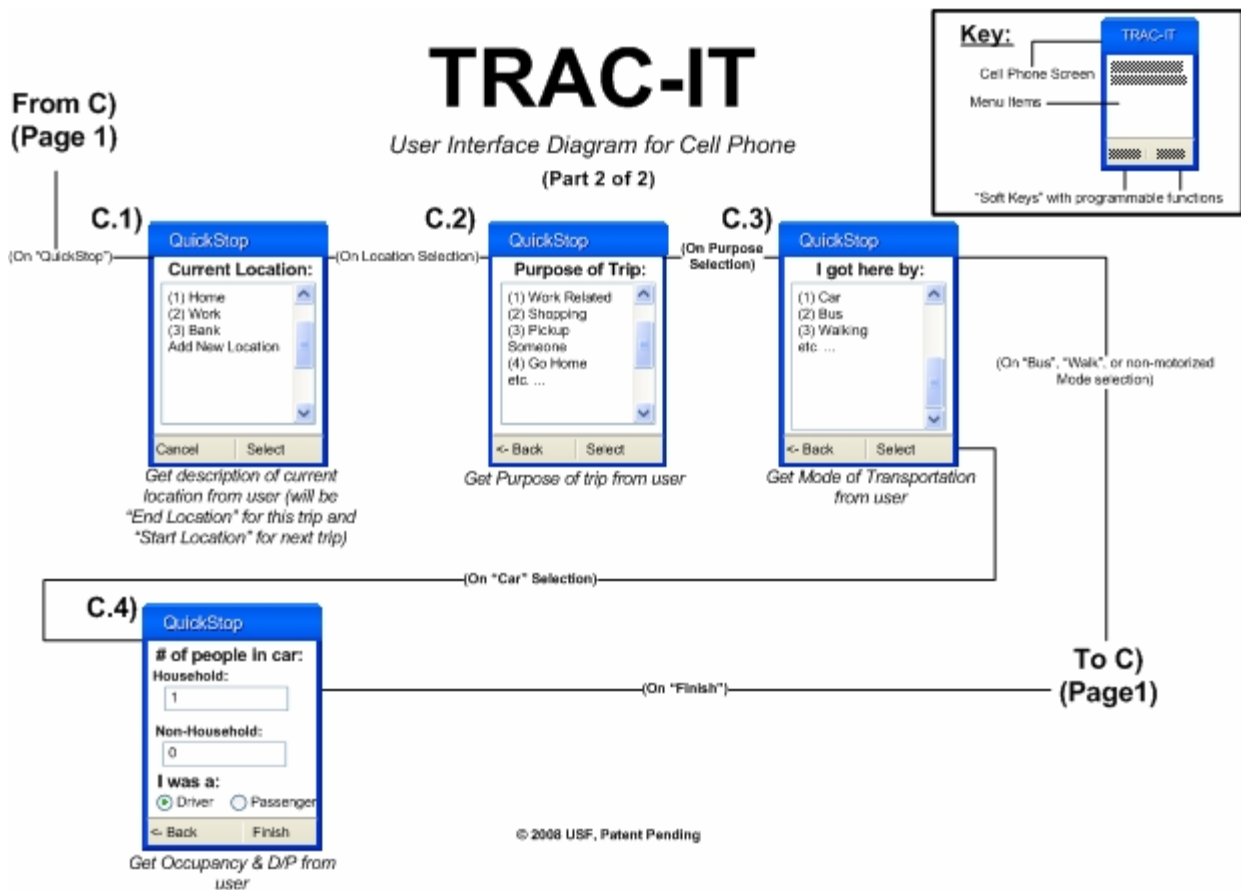 TRAC-IT
User Interface Diagram for Cell Phone
(Part 2 of 2)
Key:
TRAC-IT
Cell Phone Screen
Menu Items
"Soft Keys" with programmable functions
From C)
(Page 1)
(On "QuickStop")
C.1)
QuickStop
Current Location:
(1) Home
(2) Work
(3) Bank
Add New Location
Cancel Select
Get description of current
location from user (will be
"End Location" for this trip and
"Start Location" for next trip)
(On Location Selection)
C.2)
QuickStop
Purpose of Trip:
(1) Work Related
(2) Shopping
(3) Pickup
Someone
(4) Go Home
etc. ...
<- Back Select
Get Purpose of trip from user
(On Purpose
Selection)
C.3)
QuickStop
I got here by:
(1) Car
(2) Bus
(3) Walking
etc ...
<- Back Select
Get Mode of Transportation
from user
(On "Bus", "Walk", or non-motorized
Mode selection)
(On "Car" Selection)
C.4)
QuickStop
# of people in car:
Household:
1
Non-Household:
0
I was a:
Driver Passenger
<- Back Finish
Get Occupancy & D/P from
user
(On "Finish")
To C)
(Page1)
© 2008 USF, Patent Pending